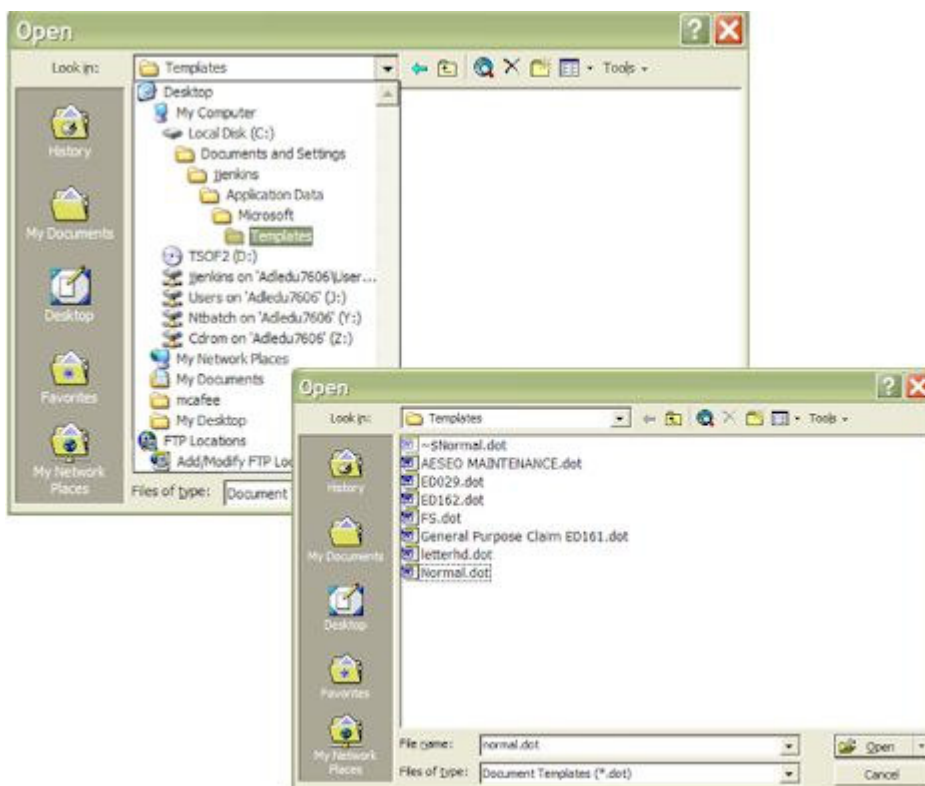 Open
Look in:
Templates
Tools
Desktop
My Computer
Local Disk (C:)
Documents and Settings
jjenkins
Application Data
Microsoft
Templates
TSOF2 (D:)
jjenkins on 'Adledu7606\User...
Users on 'Adledu7606' (J:)
Ntbatch on 'Adledu7606' (Y:)
Cdrom on 'Adledu7606' (Z:)
My Network Places
My Documents
mcafee
My Desktop
FTP Locations
Add/Modify FTP Loc
History
My Documents
Desktop
Favorites
My Network
Places
Files of type:
Document
Open
Look in:
Templates
Tools
~$Normal.dot
AESEO MAINTENANCE.dot
ED029.dot
ED162.dot
FS.dot
General Purpose Claim ED161.dot
letterhd.dot
Normal.dot
History
My Documents
Desktop
Favorites
My Network
Places
File name:
normal.dot
Open
Files of type:
Document Templates (*.dot)
Cancel